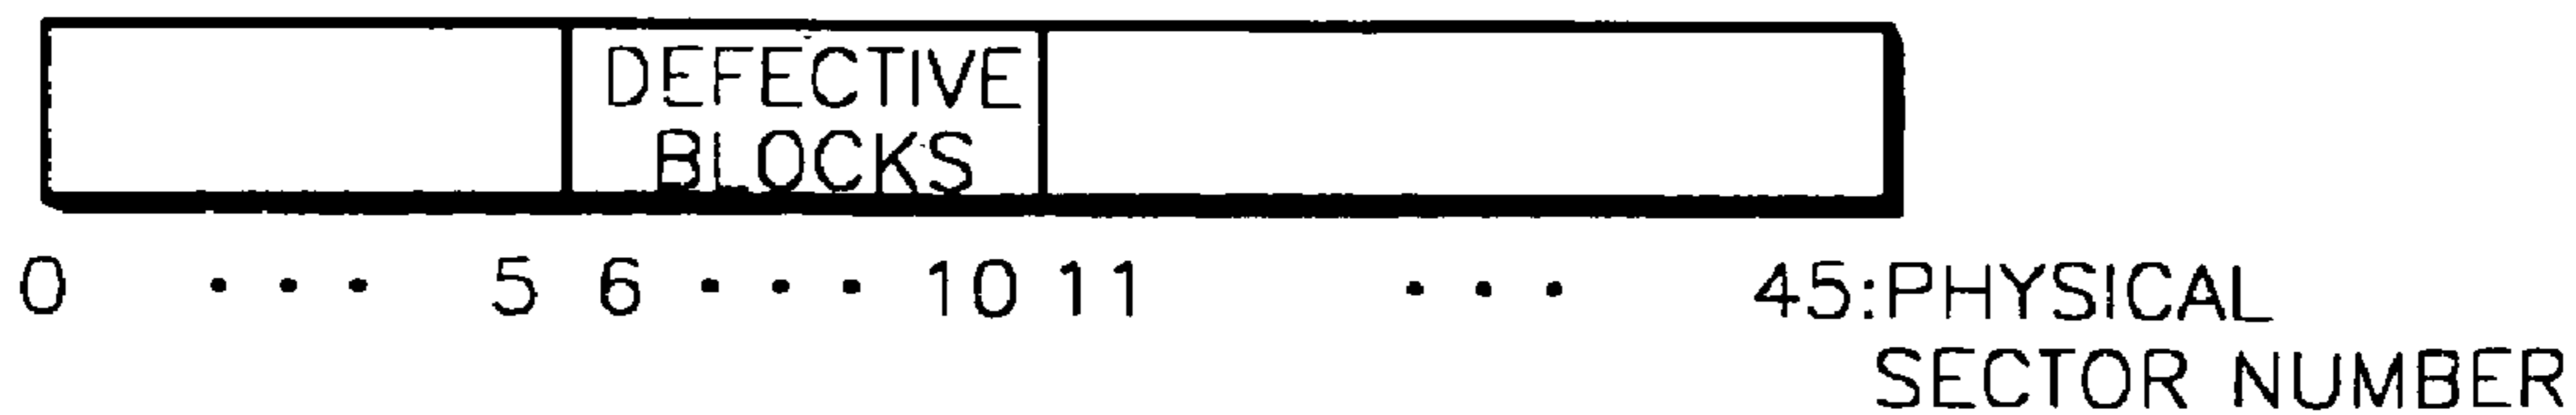 DEFECTIVE
BLOCKS
0 ... 5 6 ... 10 11 ... 45:PHYSICAL
SECTOR NUMBER